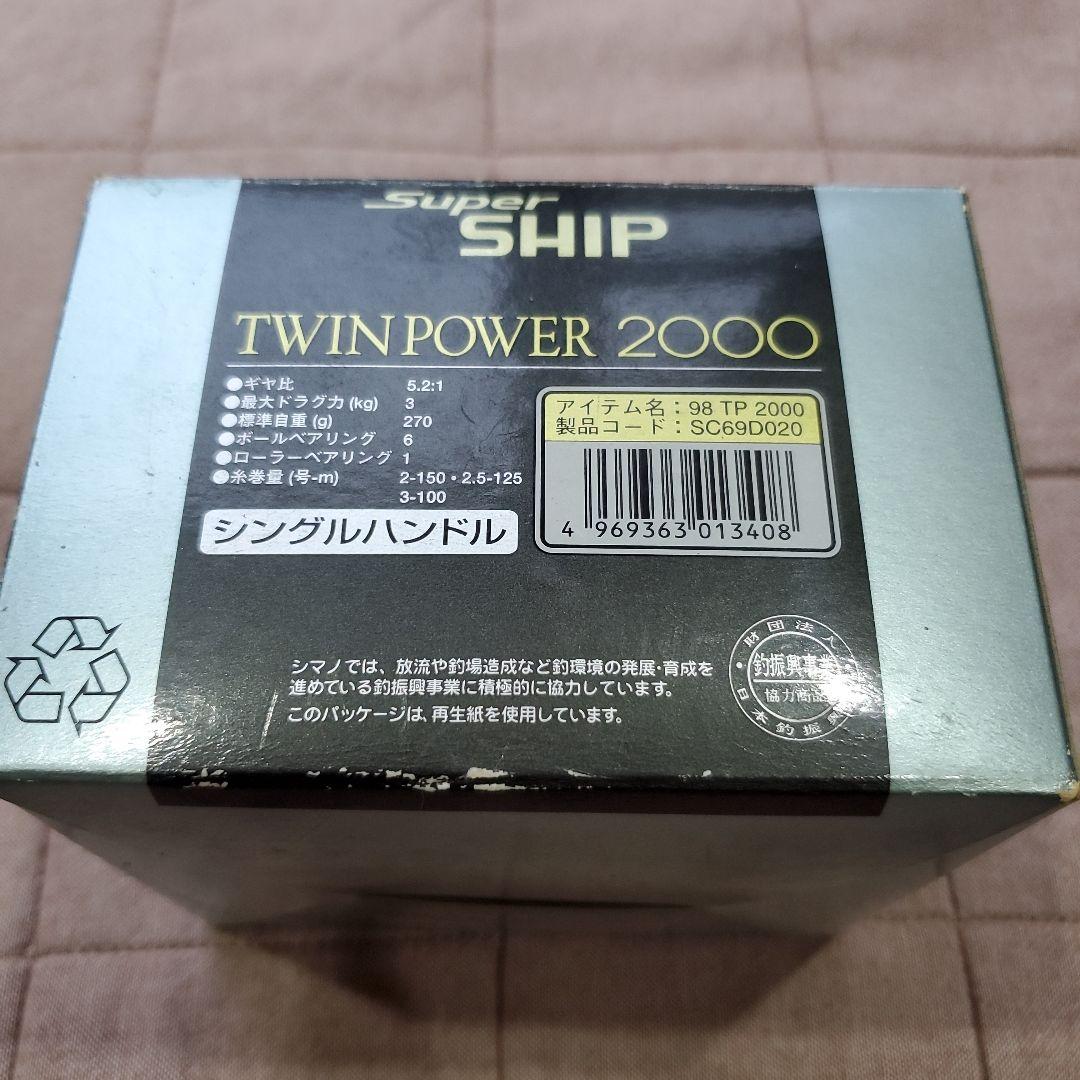 Super
SHIP
TWINPOWER 2000
●ギヤ比 5.2:1
●最大ドラグ力 (kg) 3
●標準自重 (g) 270
●ボールベアリング 6
●ローラーベアリング 1
●糸巻量 (号-m) 2-150・2.5-125
3-100
シングルハンドル
アイテム名：98 TP 2000
製品コード：SC69D020
4 969363 013408
シマノでは、放流や釣場造成など釣環境の発展・育成を
進めている釣振興事業に積極的に協力しています。
このパッケージは、再生紙を使用しています。
財団法人
釣振興事業
協力商品
日本釣振興